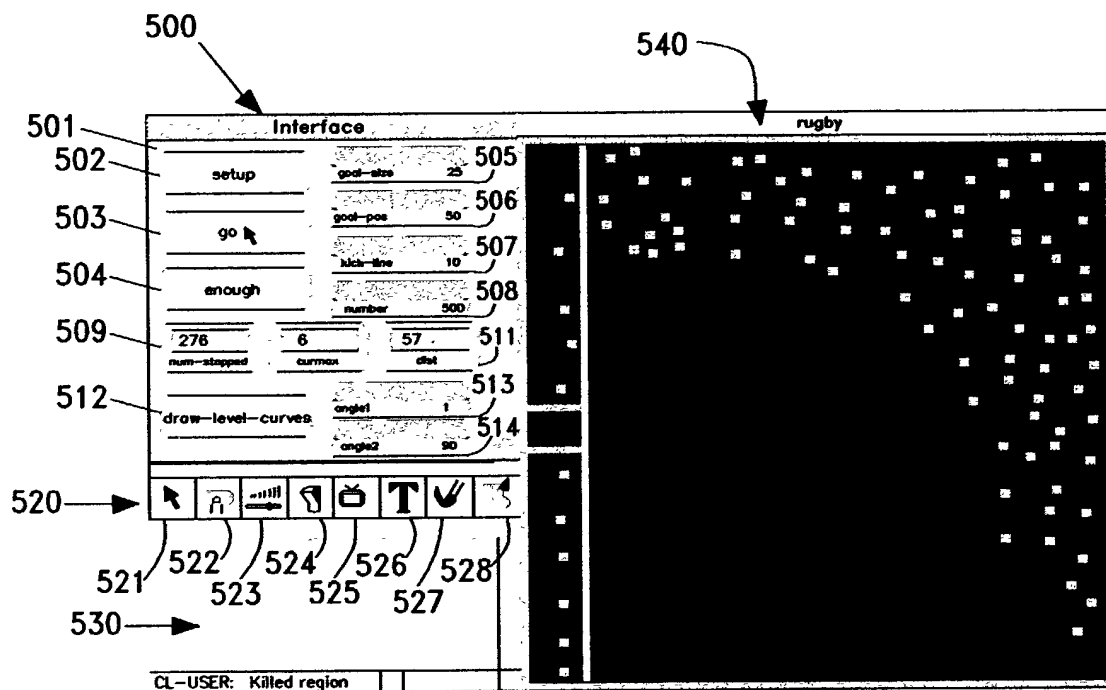 500
540
Interface
rugby
501
502
setup
goal-size 25
505
goal-pos 50
506
503
go
kick-line 10
507
504
enough
number 500
508
509
276 6 57
num-stopped curmax dist
511
512
draw-level-curves
angle1 1
513
angle2 90
514
520
T
521
522
523
524
525
526
527
528
530
CL-USER: Killed region